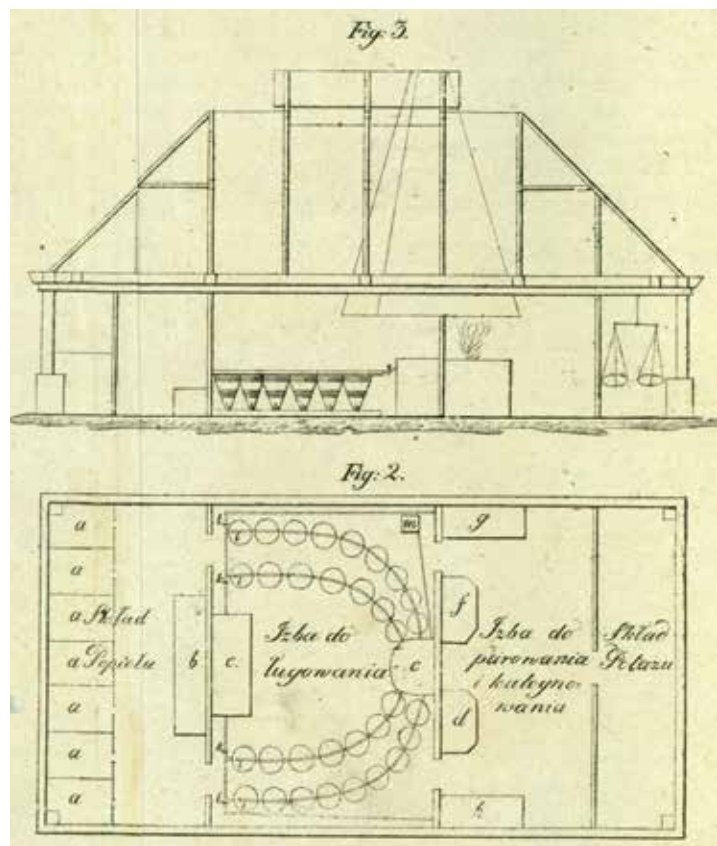 Fig: 3.
Fig: 2.
a
a
a Skład
a Popiołu
a
a
a
b
c.
Izba do
ługowania
m
e
g
f
d
h
Izba do
parowania
i kalcyno-
wania
Skład
Potażu